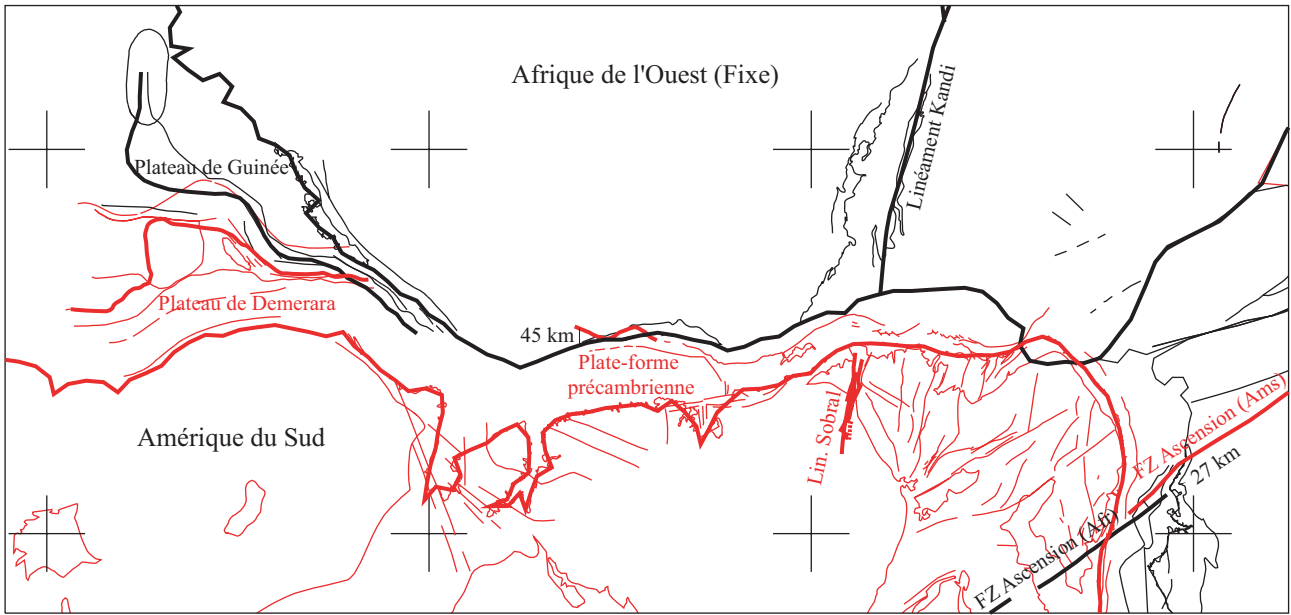 Afrique de l'Ouest (Fixe)
Linéament Kandi
Plateau de Guinée
Plateau de Demerara
45 km
Plate-forme
précambrienne
Lin. Sobral
Amérique du Sud
FZ Ascension (Ams)
27 km
FZ Ascension (Afr)